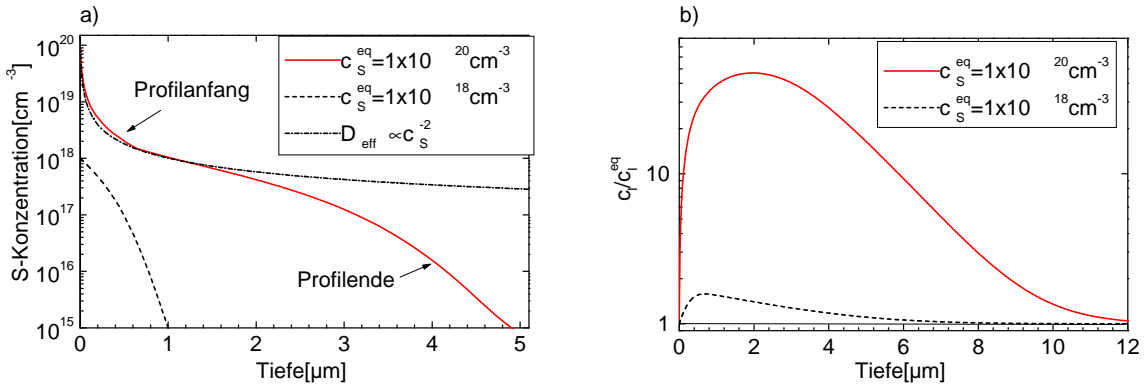 a)
10^20
10^19
10^18
10^17
10^16
10^15
S-Konzentration[cm^-3]
Profilanfang
Profilende
c_S^eq=1x10 ^20cm^-3
c_S^eq=1x10 ^18cm^-3
D_eff ∝c_S^-2
0 1 2 3 4 5
Tiefe[µm]
b)
10
1
c_I/c_I^eq
c_S^eq=1x10 ^20cm^-3
c_S^eq=1x10 ^18cm^-3
0 2 4 6 8 10 12
Tiefe[µm]